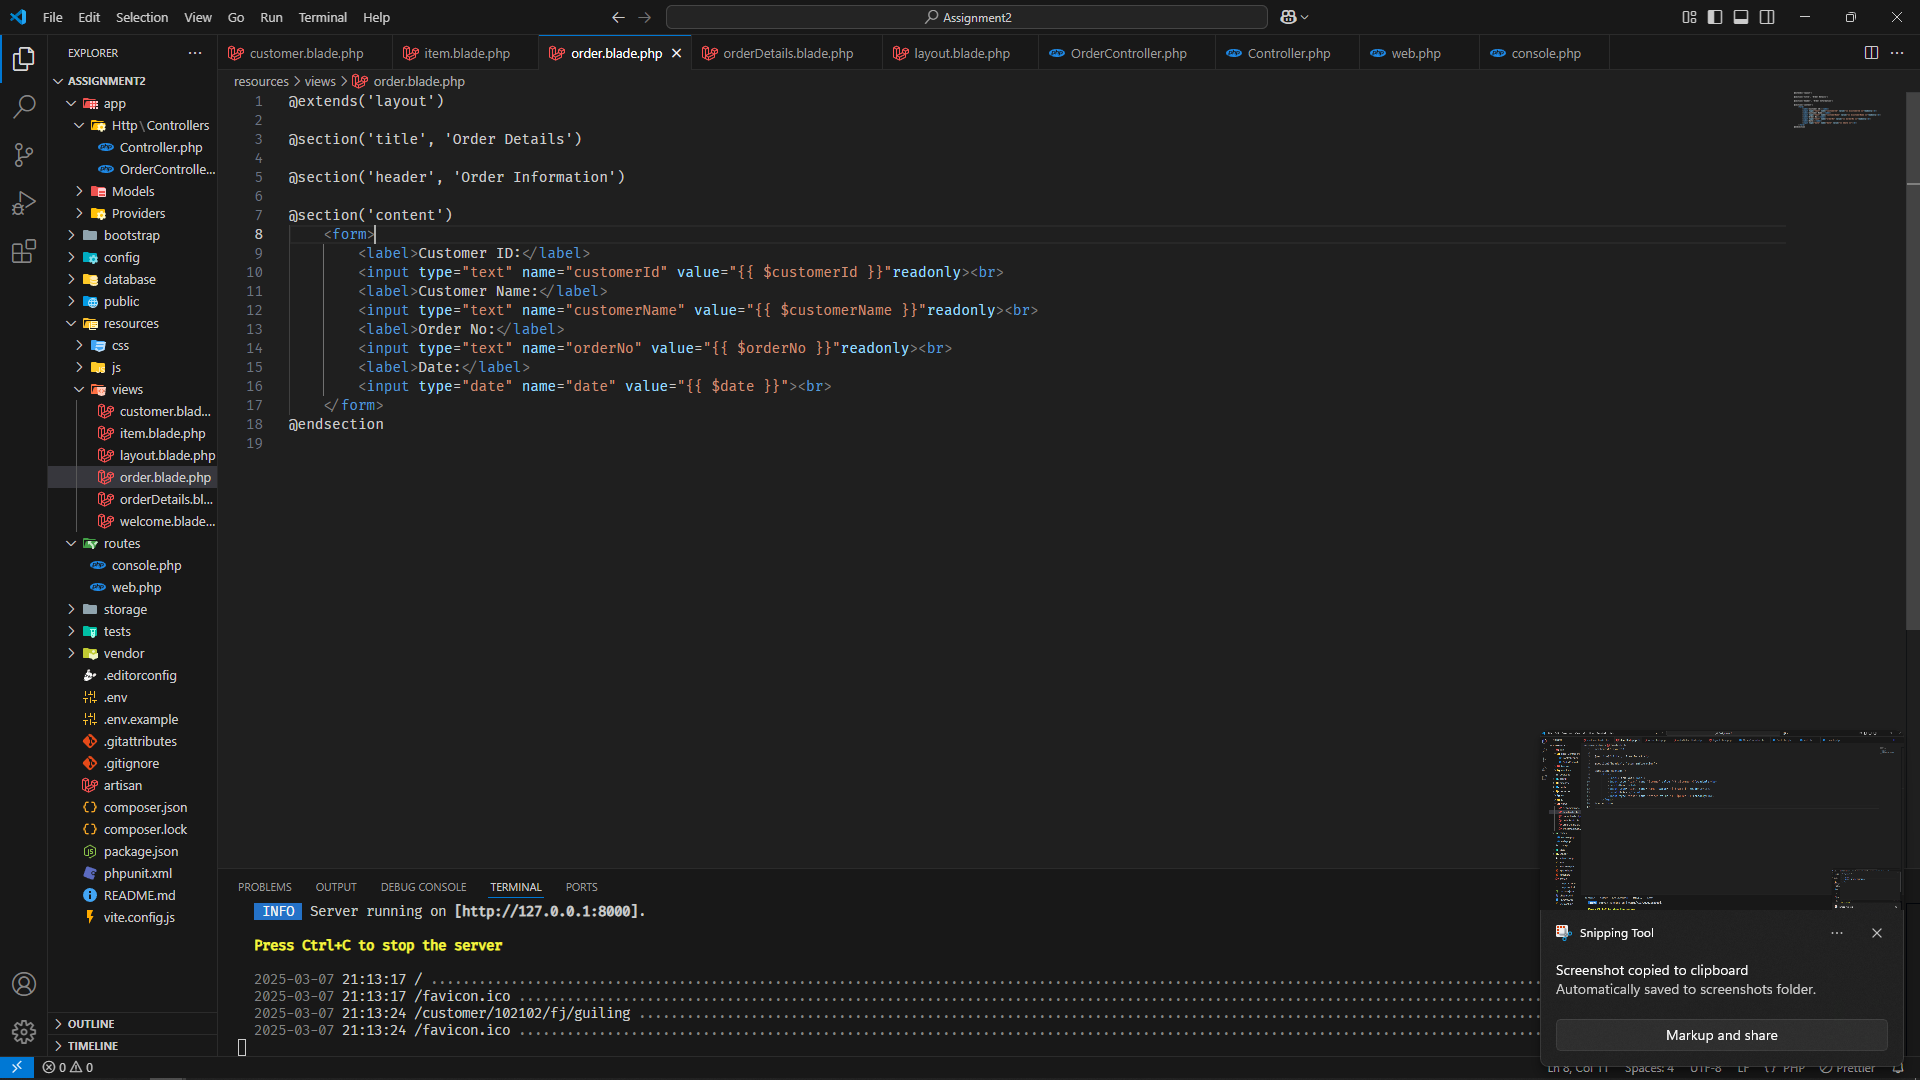 File Edit Selection View Go Run Terminal Help
Assignment2
EXPLORER
customer.blade.php
item.blade.php
order.blade.php
orderDetails.blade.php
layout.blade.php
OrderController.php
Controller.php
web.php
console.php
ASSIGNMENT2
app
Http\Controllers
Controller.php
OrderControlle...
Models
Providers
bootstrap
config
database
public
resources
css
js
views
customer.blad...
item.blade.php
layout.blade.php
order.blade.php
orderDetails.bl...
welcome.blade...
routes
console.php
web.php
storage
tests
vendor
.editorconfig
.env
.env.example
.gitattributes
.gitignore
artisan
composer.json
composer.lock
package.json
phpunit.xml
README.md
vite.config.js
OUTLINE
TIMELINE
resources > views > order.blade.php
1 @extends('layout')
2
3 @section('title', 'Order Details')
4
5 @section('header', 'Order Information')
6
7 @section('content')
8 <form>
9 <label>Customer ID:</label>
10 <input type="text" name="customerId" value="{{ $customerId }}"readonly><br>
11 <label>Customer Name:</label>
12 <input type="text" name="customerName" value="{{ $customerName }}"readonly><br>
13 <label>Order No:</label>
14 <input type="text" name="orderNo" value="{{ $orderNo }}"readonly><br>
15 <label>Date:</label>
16 <input type="date" name="date" value="{{ $date }}"><br>
17 </form>
18 @endsection
19
PROBLEMS OUTPUT DEBUG CONSOLE TERMINAL PORTS
INFO Server running on [http://127.0.0.1:8000].
Press Ctrl+C to stop the server
2025-03-07 21:13:17 /
2025-03-07 21:13:17 /favicon.ico
2025-03-07 21:13:24 /customer/102102/fj/guiling
2025-03-07 21:13:24 /favicon.ico
Snipping Tool
Screenshot copied to clipboard
Automatically saved to screenshots folder.
Markup and share
0 0
Ln 8, Col 11 Spaces: 4 UTF-8 LF PHP Prettier